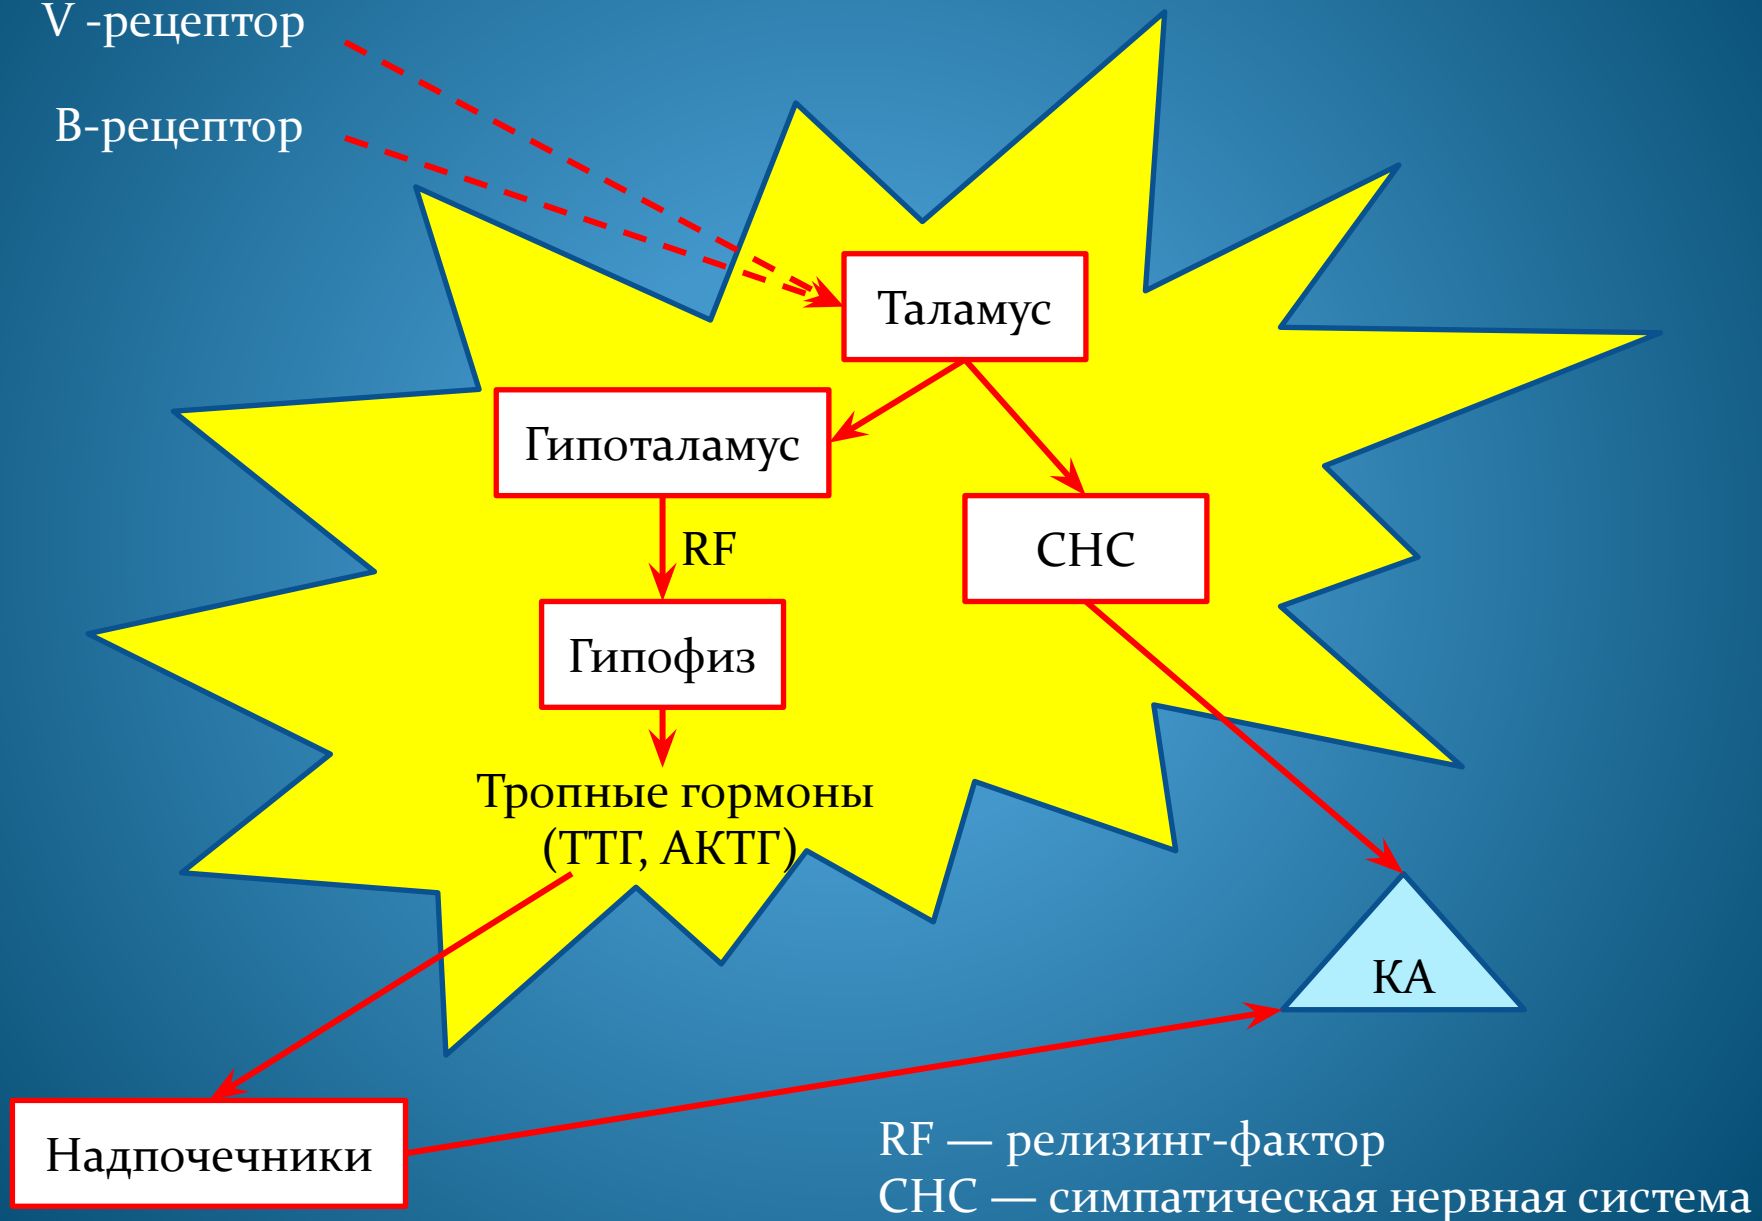 V -рецептор
В-рецептор
Таламус
Гипоталамус
RF
СНС
Гипофиз
Тропные гормоны
(ТТГ, АКТГ)
КА
Надпочечники
RF — релизинг-фактор
СНС — симпатическая нервная система